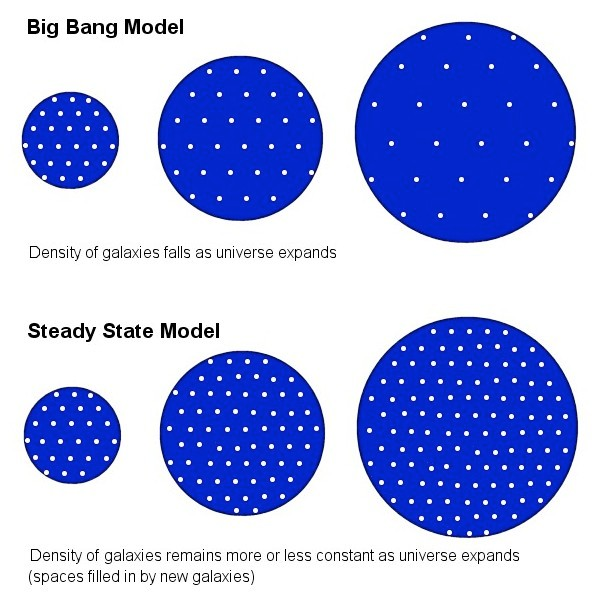 Big Bang Model
Density of galaxies falls as universe expands
Steady State Model
Density of galaxies remains more or less constant as universe expands
(spaces filled in by new galaxies)